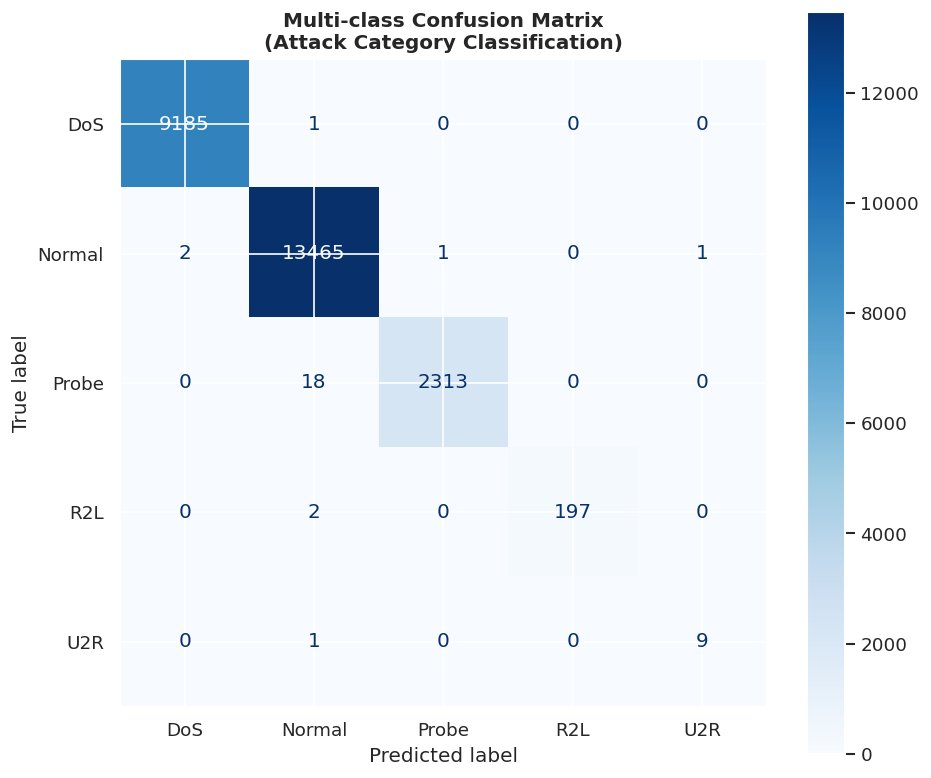 Multi-class Confusion Matrix
(Attack Category Classification)
DoS 9185 1 0 0 0
Normal 2 13465 1 0 1
Probe 0 18 2313 0 0
R2L 0 2 0 197 0
U2R 0 1 0 0 9
DoS Normal Probe R2L U2R
Predicted label
True label
12000
10000
8000
6000
4000
2000
0